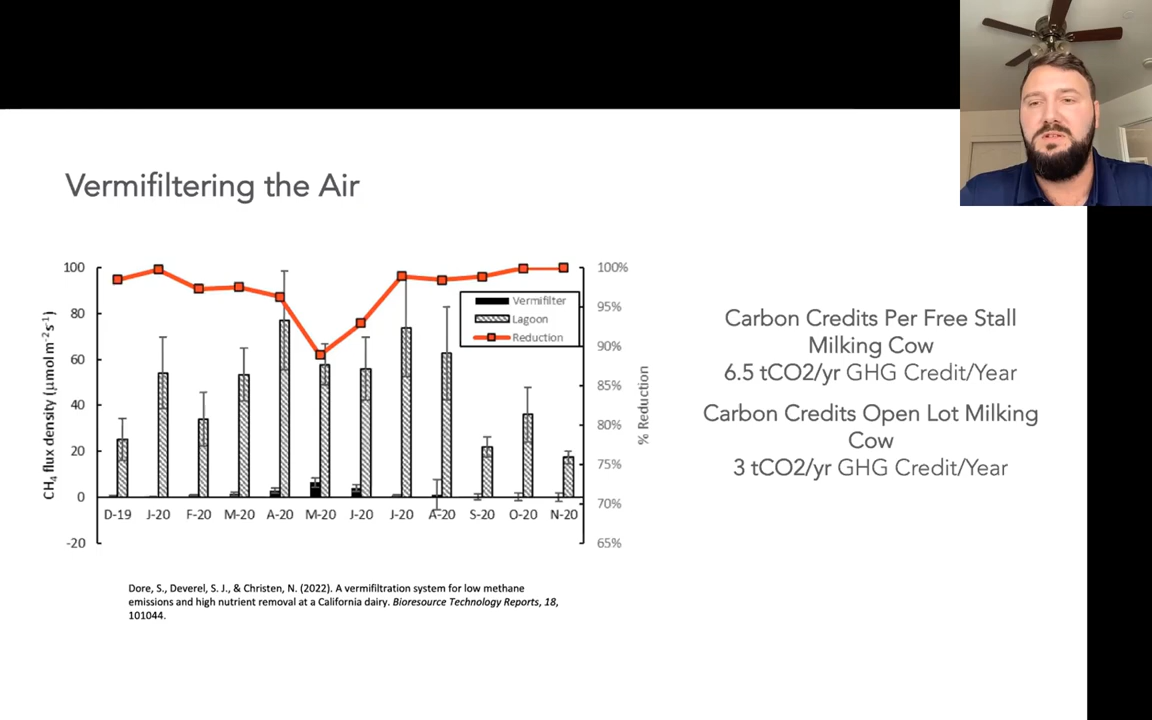 Vermifiltering the Air
100
80
60
40
20
0
-20
CH4 flux density (µmol m-2 s-1)
D-19 J-20 F-20 M-20 A-20 M-20 J-20 J-20 A-20 S-20 O-20 N-20
Vermifilter
Lagoon
Reduction
100%
95%
90%
85%
80%
75%
70%
65%
% Reduction
Carbon Credits Per Free Stall
Milking Cow
6.5 tCO2/yr GHG Credit/Year
Carbon Credits Open Lot Milking
Cow
3 tCO2/yr GHG Credit/Year
Dore, S., Deverel, S. J., & Christen, N. (2022). A vermifiltration system for low methane
emissions and high nutrient removal at a California dairy. Bioresource Technology Reports, 18,
101044.